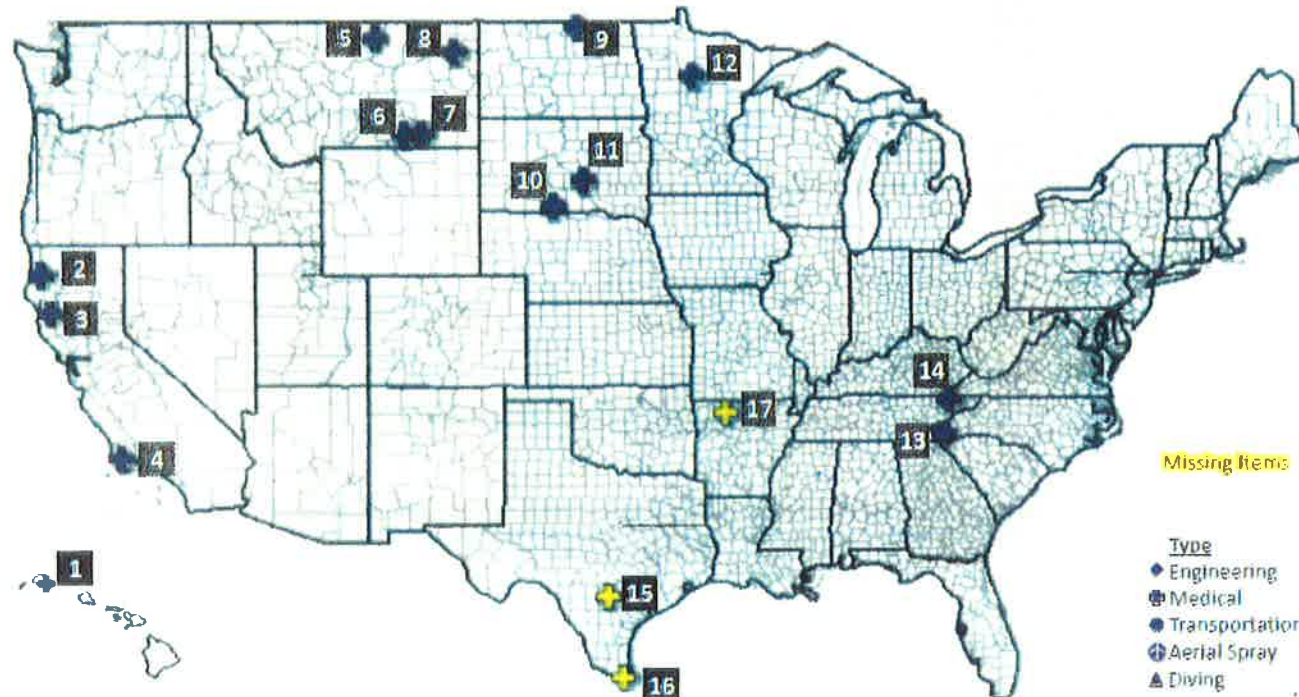 5
8
9
12
6
7
11
10
2
3
4
14
17
13
Missing Items
1
15
16
Type
Engineering
Medical
Transportation
Aerial Spray
Diving